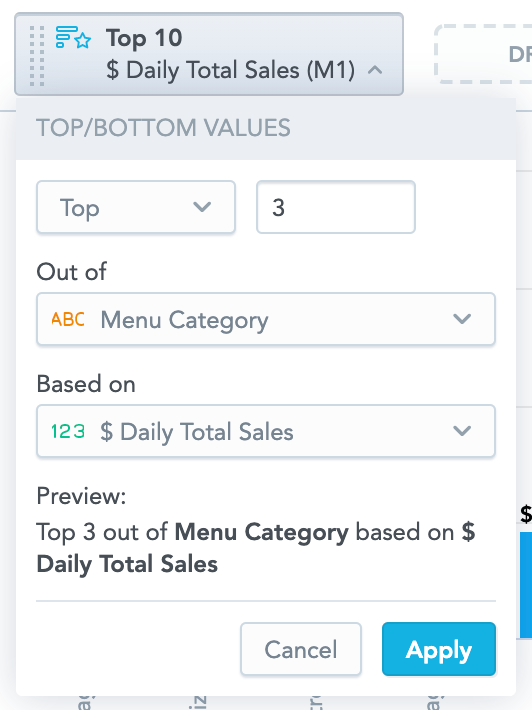 Top 10
$ Daily Total Sales (M1)
TOP/BOTTOM VALUES
Top
3
Out of
ABC Menu Category
Based on
123 $ Daily Total Sales
Preview:
Top 3 out of Menu Category based on $
Daily Total Sales
$
Cancel
Apply